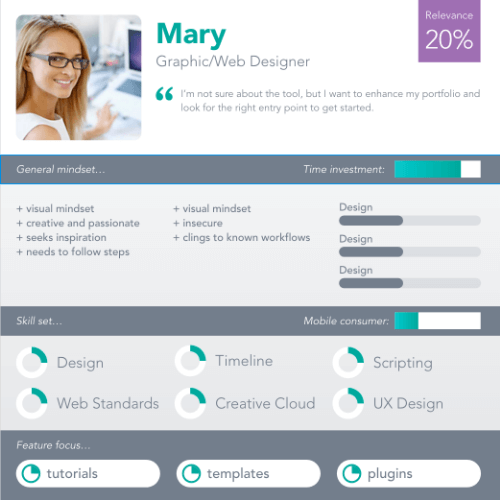 Mary
Relevance
20%
Graphic/Web Designer
“ I'm not sure about the tool, but I want to enhance my portfolio and
look for the right entry point to get started.
General mindset...
Time investment:
+ visual mindset
+ creative and passionate
+ seeks inspiration
+ needs to follow steps
+ visual mindset
+ insecure
+ clings to known workflows
Design
Design
Design
Skill set...
Mobile consumer:
Design
Timeline
Scripting
Web Standards
Creative Cloud
UX Design
Feature focus...
tutorials
templates
plugins